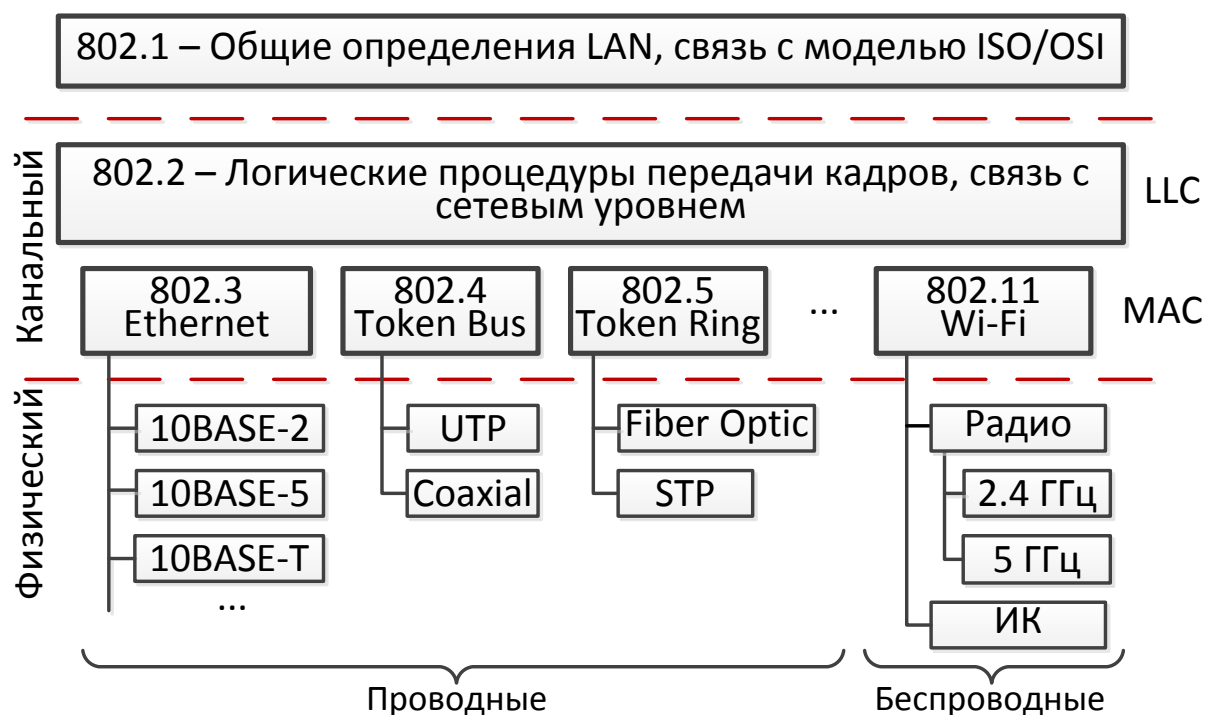 802.1 – Общие определения LAN, связь с моделью ISO/OSI
Канальный
802.2 – Логические процедуры передачи кадров, связь с
сетевым уровнем
LLC
802.3
Ethernet
802.4
Token Bus
802.5
Token Ring
...
802.11
Wi-Fi
MAC
Физический
10BASE-2
10BASE-5
10BASE-T
...
UTP
Coaxial
Fiber Optic
STP
Радио
2.4 ГГц
5 ГГц
ИК
Проводные
Беспроводные